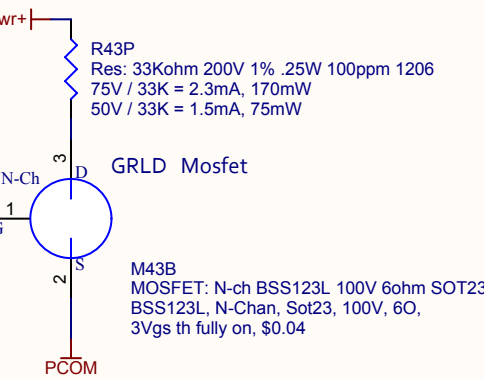 wr+
R43P
Res: 33Kohm 200V 1% .25W 100ppm 1206
75V / 33K = 2.3mA, 170mW
50V / 33K = 1.5mA, 75mW
3
D
GRLD Mosfet
N-Ch
1
G
S
2
M43B
MOSFET: N-ch BSS123L 100V 6ohm SOT23
BSS123L, N-Chan, Sot23, 100V, 6O,
3Vgs th fully on, $0.04
PCOM